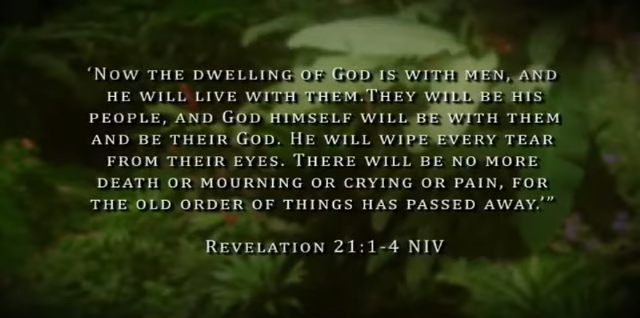 ‘Now the dwelling of God is with men, and
he will live with them.They will be his
people, and God himself will be with them
and be their God. He will wipe every tear
from their eyes. There will be no more
death or mourning or crying or pain, for
the old order of things has passed away.’”
Revelation 21:1-4 NIV